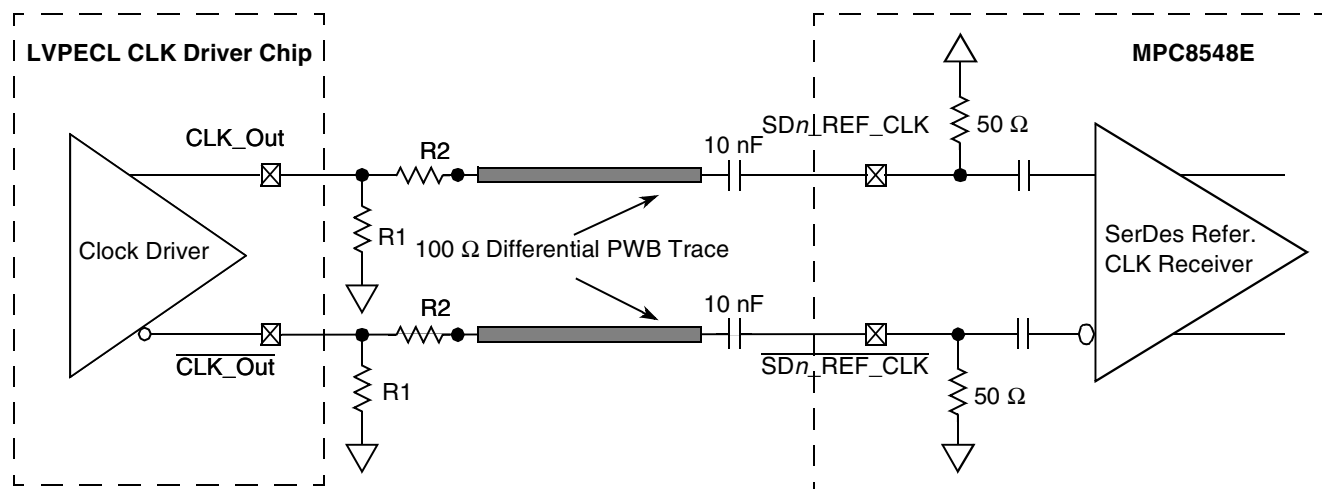 LVPECL CLK Driver Chip
MPC8548E
CLK_Out
R2
10 nF
SDn_REF_CLK
50 Ω
R1
Clock Driver
100 Ω Differential PWB Trace
SerDes Refer.
CLK Receiver
R2
10 nF
CLK_Out
SDn_REF_CLK
R1
50 Ω